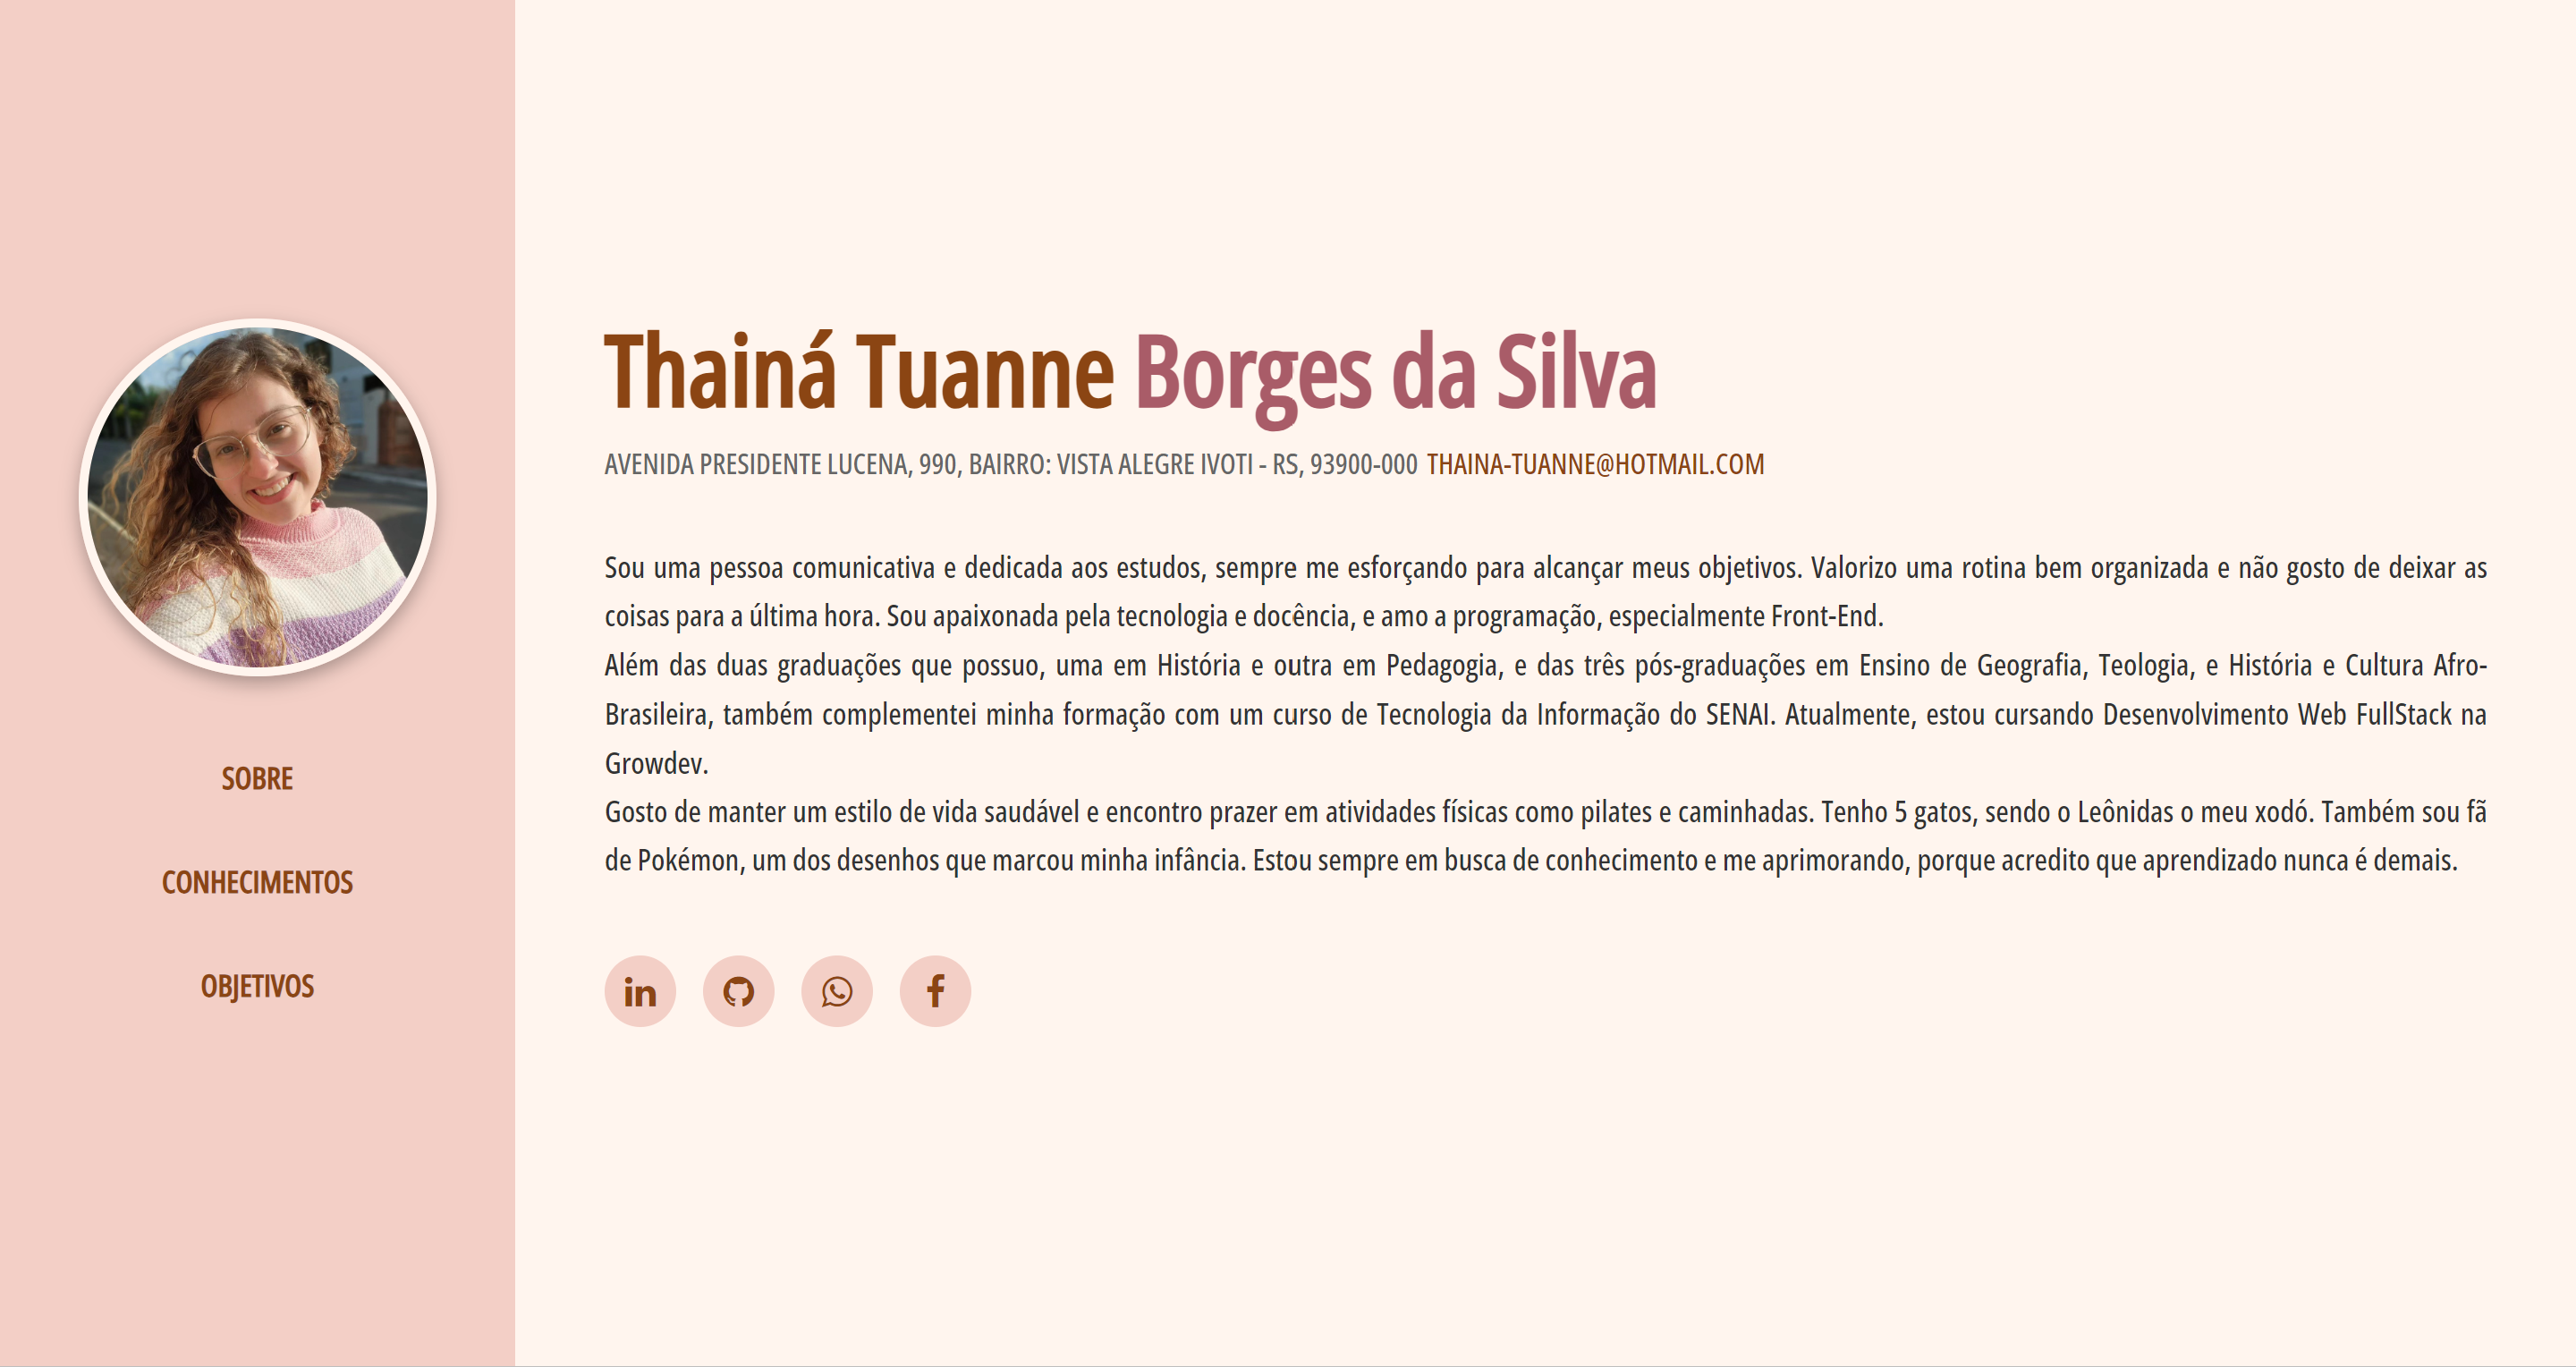 Thainá Tuanne Borges da Silva
AVENIDA PRESIDENTE LUCENA, 990, BAIRRO: VISTA ALEGRE IVOTI - RS, 93900-000 THAINA-TUANNE@HOTMAIL.COM
Sou uma pessoa comunicativa e dedicada aos estudos, sempre me esforçando para alcançar meus objetivos. Valorizo uma rotina bem organizada e não gosto de deixar as
coisas para a última hora. Sou apaixonada pela tecnologia e docência, e amo a programação, especialmente Front-End.
Além das duas graduações que possuo, uma em História e outra em Pedagogia, e das três pós-graduações em Ensino de Geografia, Teologia, e História e Cultura Afro-
Brasileira, também complementei minha formação com um curso de Tecnologia da Informação do SENAI. Atualmente, estou cursando Desenvolvimento Web FullStack na
Growdev.
Gosto de manter um estilo de vida saudável e encontro prazer em atividades físicas como pilates e caminhadas. Tenho 5 gatos, sendo o Leônidas o meu xodó. Também sou fã
de Pokémon, um dos desenhos que marcou minha infância. Estou sempre em busca de conhecimento e me aprimorando, porque acredito que aprendizado nunca é demais.
SOBRE
CONHECIMENTOS
OBJETIVOS